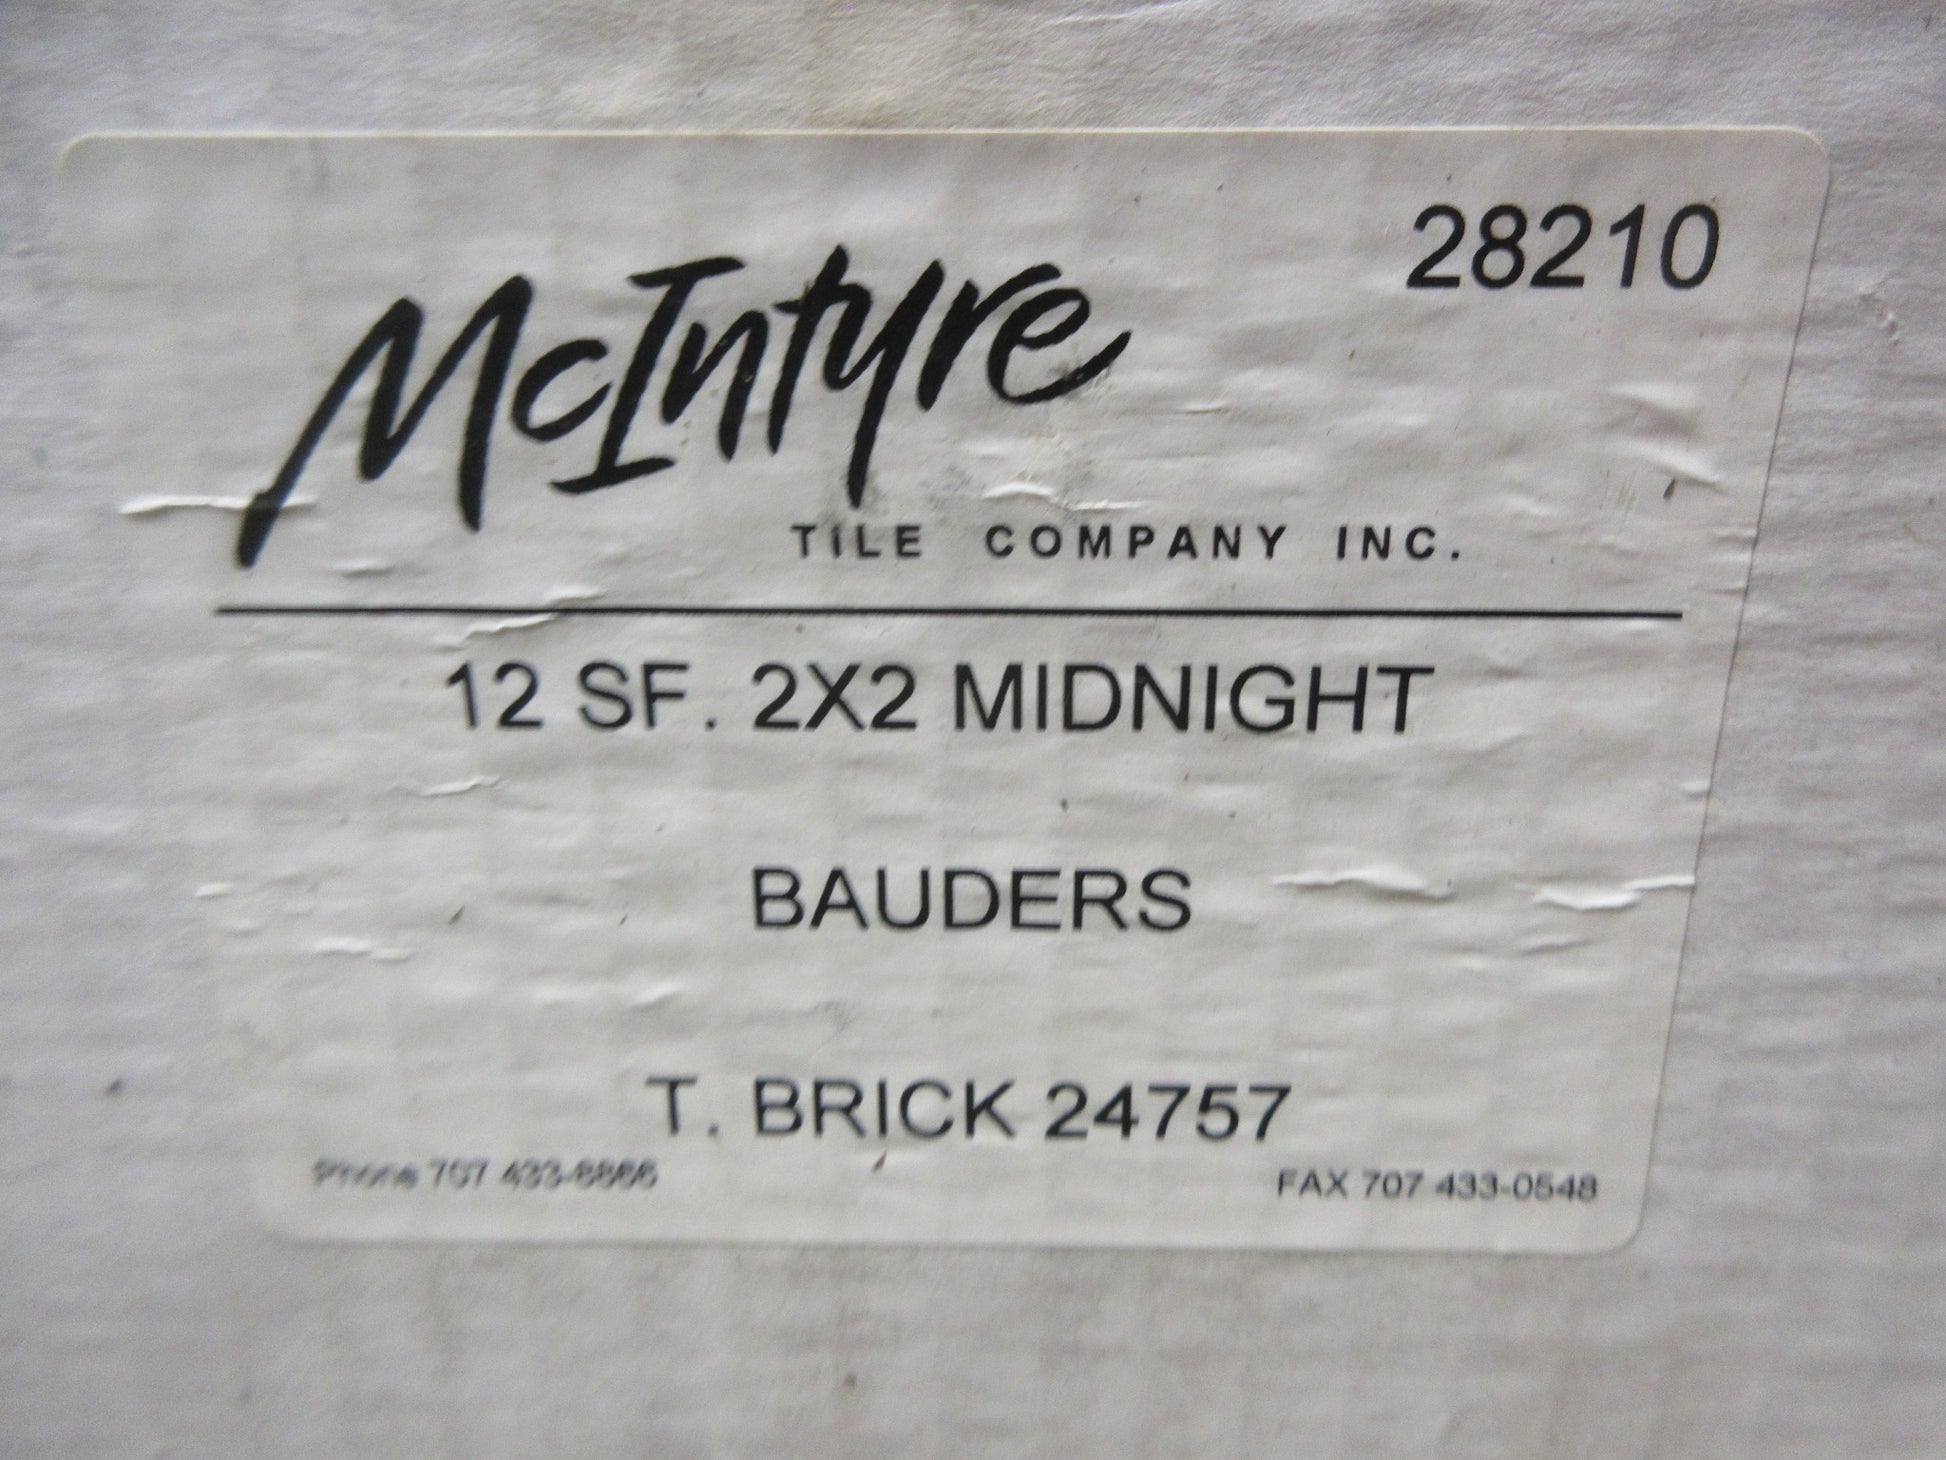 28210
McIntyre
TILE COMPANY INC.
12 SF. 2X2 MIDNIGHT
BAUDERS
T. BRICK 24757
Phone 707 433-8866
FAX 707 433-0548